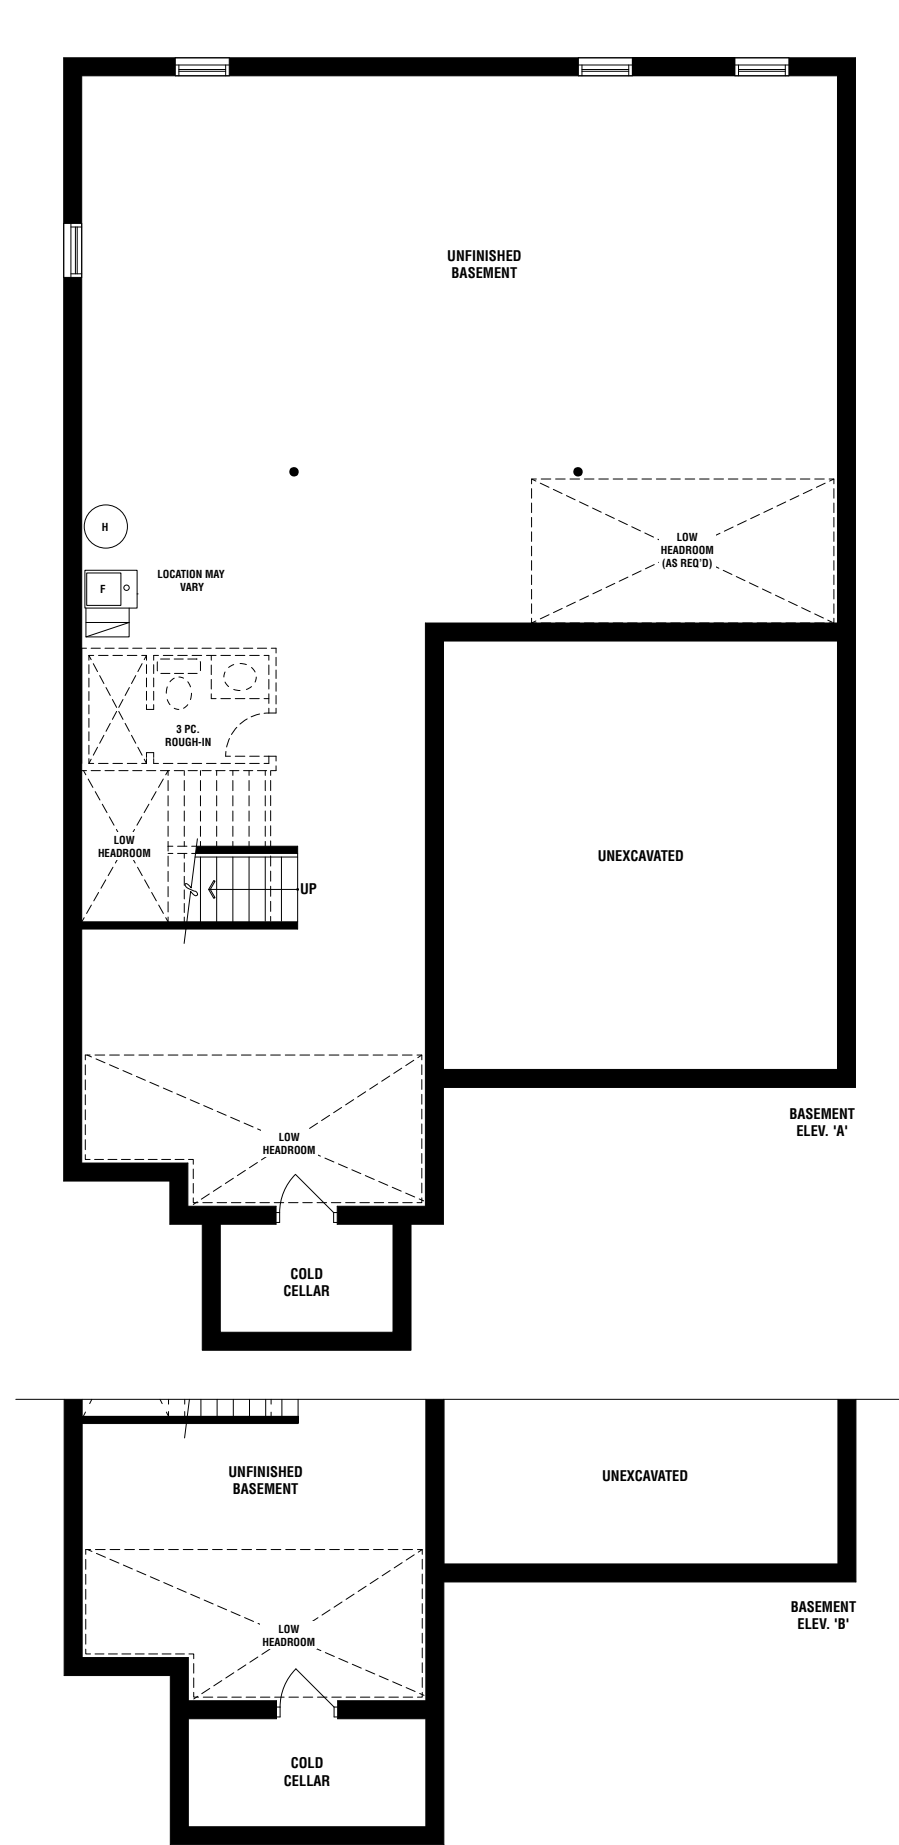 UNFINISHED
BASEMENT
H
LOW
HEADROOM
(AS REQ'D)
LOCATION MAY
VARY
F
3 PC.
ROUGH-IN
LOW
HEADROOM
UNEXCAVATED
UP
BASEMENT
ELEV. 'A'
LOW
HEADROOM
COLD
CELLAR
UNFINISHED
BASEMENT
UNEXCAVATED
BASEMENT
ELEV. 'B'
LOW
HEADROOM
COLD
CELLAR